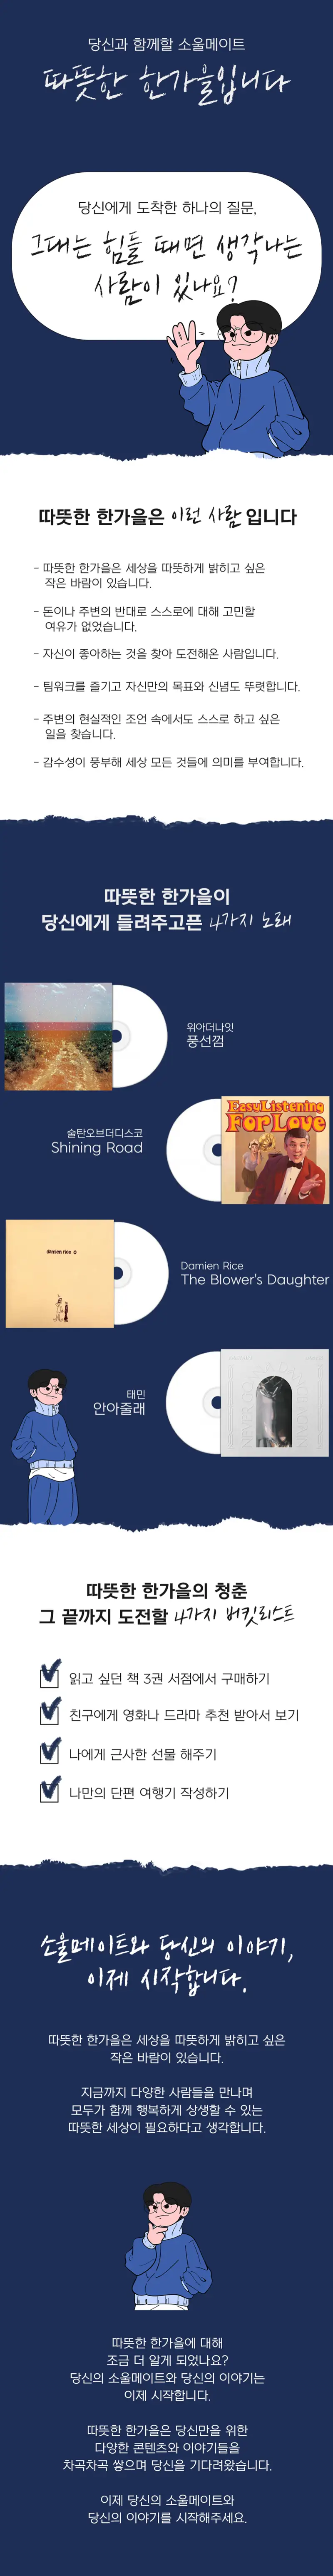 당신과 함께할 소울메이트
따뜻한 한가을입니다
당신에게 도착한 하나의 질문,
그대는 힘들 때면 생각나는
사람이 있나요?
따뜻한 한가을은 이런 사람 입니다
- 따뜻한 한가을은 세상을 따뜻하게 밝히고 싶은
작은 바람이 있습니다.
- 돈이나 주변의 반대로 스스로에 대해 고민할
여유가 없었습니다.
- 자신이 좋아하는 것을 찾아 도전해온 사람입니다.
- 팀워크를 즐기고 자신만의 목표와 신념도 뚜렷합니다.
- 주변의 현실적인 조언 속에서도 스스로 하고 싶은
일을 찾습니다.
- 감수성이 풍부해 세상 모든 것들에 의미를 부여합니다.
따뜻한 한가을이
당신에게 들려주고픈 4가지 노래
위아더나잇
풍선껌
Easy Listening
For Love
술탄오브더디스코
Shining Road
damien rice o
Damien Rice
The Blower's Daughter
태민
안아줄래
따뜻한 한가을의 청춘
그 끝까지 도전할 4가지 버킷리스트
읽고 싶던 책 3권 서점에서 구매하기
친구에게 영화나 드라마 추천 받아서 보기
나에게 근사한 선물 해주기
나만의 단편 여행기 작성하기
소울메이트와 당신의 이야기,
이제 시작합니다.
따뜻한 한가을은 세상을 따뜻하게 밝히고 싶은
작은 바람이 있습니다.
지금까지 다양한 사람들을 만나며
모두가 함께 행복하게 상생할 수 있는
따뜻한 세상이 필요하다고 생각합니다.
따뜻한 한가을에 대해
조금 더 알게 되었나요?
당신의 소울메이트와 당신의 이야기는
이제 시작합니다.
따뜻한 한가을은 당신만을 위한
다양한 콘텐츠와 이야기들을
차곡차곡 쌓으며 당신을 기다려왔습니다.
이제 당신의 소울메이트와
당신의 이야기를 시작해주세요.